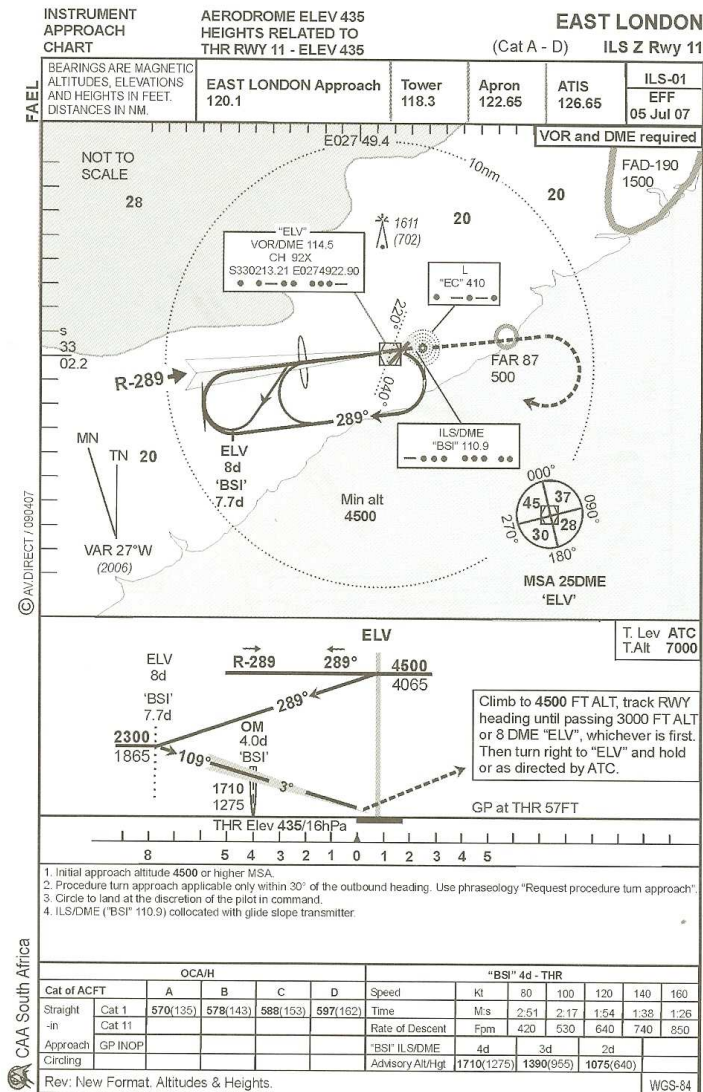 INSTRUMENT
APPROACH
CHART
AERODROME ELEV 435
HEIGHTS RELATED TO
THR RWY 11 - ELEV 435
EAST LONDON
(Cat A - D) ILS Z Rwy 11
FAEL
BEARINGS ARE MAGNETIC
ALTITUDES, ELEVATIONS
AND HEIGHTS IN FEET.
DISTANCES IN NM.
EAST LONDON Approach
120.1
Tower
118.3
Apron
122.65
ATIS
126.65
ILS-01
EFF
05 Jul 07
VOR and DME required
E027 49.4
NOT TO
SCALE
28
10nm
FAD-190
1500
20
20
1611
(702)
"ELV"
VOR/DME 114.5
CH 92X
S330213.21 E0274922.90
L
"EC" 410
S
33
02.2
220°
040°
R-289
289°
FAR 87
500
ELV
8d
'BSI'
7.7d
ILS/DME
"BSI" 110.9
MN
TN
20
VAR 27°W
(2006)
Min alt
4500
000°
090°
180°
270°
45
37
30
28
MSA 25DME
'ELV'
© AV.DIRECT / 090407
T. Lev ATC
T.Alt 7000
ELV
ELV
8d
'BSI'
7.7d
R-289
289°
4500
4065
289°
2300
1865
109°
OM
4.0d
'BSI'
1710
1275
3°
Climb to 4500 FT ALT, track RWY
heading until passing 3000 FT ALT
or 8 DME "ELV", whichever is first.
Then turn right to "ELV" and hold
or as directed by ATC.
GP at THR 57FT
THR Elev 435/16hPa
8 5 4 3 2 1 0 1 2 3 4 5
1. Initial approach altitude 4500 or higher MSA.
2. Procedure turn approach applicable only within 30° of the outbound heading. Use phraseology "Request procedure turn approach".
3. Circle to land at the discretion of the pilot in command.
4. ILS/DME ("BSI" 110.9) collocated with glide slope transmitter.
OCA/H
Cat of ACFT A B C D
Straight
-in
Approach
Cat 1 570(135) 578(143) 588(153) 597(162)
Cat 11
GP INOP
Circling
"BSI" 4d - THR
Speed Kt 80 100 120 140 160
Time M:s 2:51 2:17 1:54 1:38 1:26
Rate of Descent Fpm 420 530 640 740 850
"BSI" ILS/DME 4d 3d 2d
Advisory Alt/Hgt 1710(1275) 1390(955) 1075(640)
Rev: New Format. Altitudes & Heights.
WGS-84
CAA South Africa